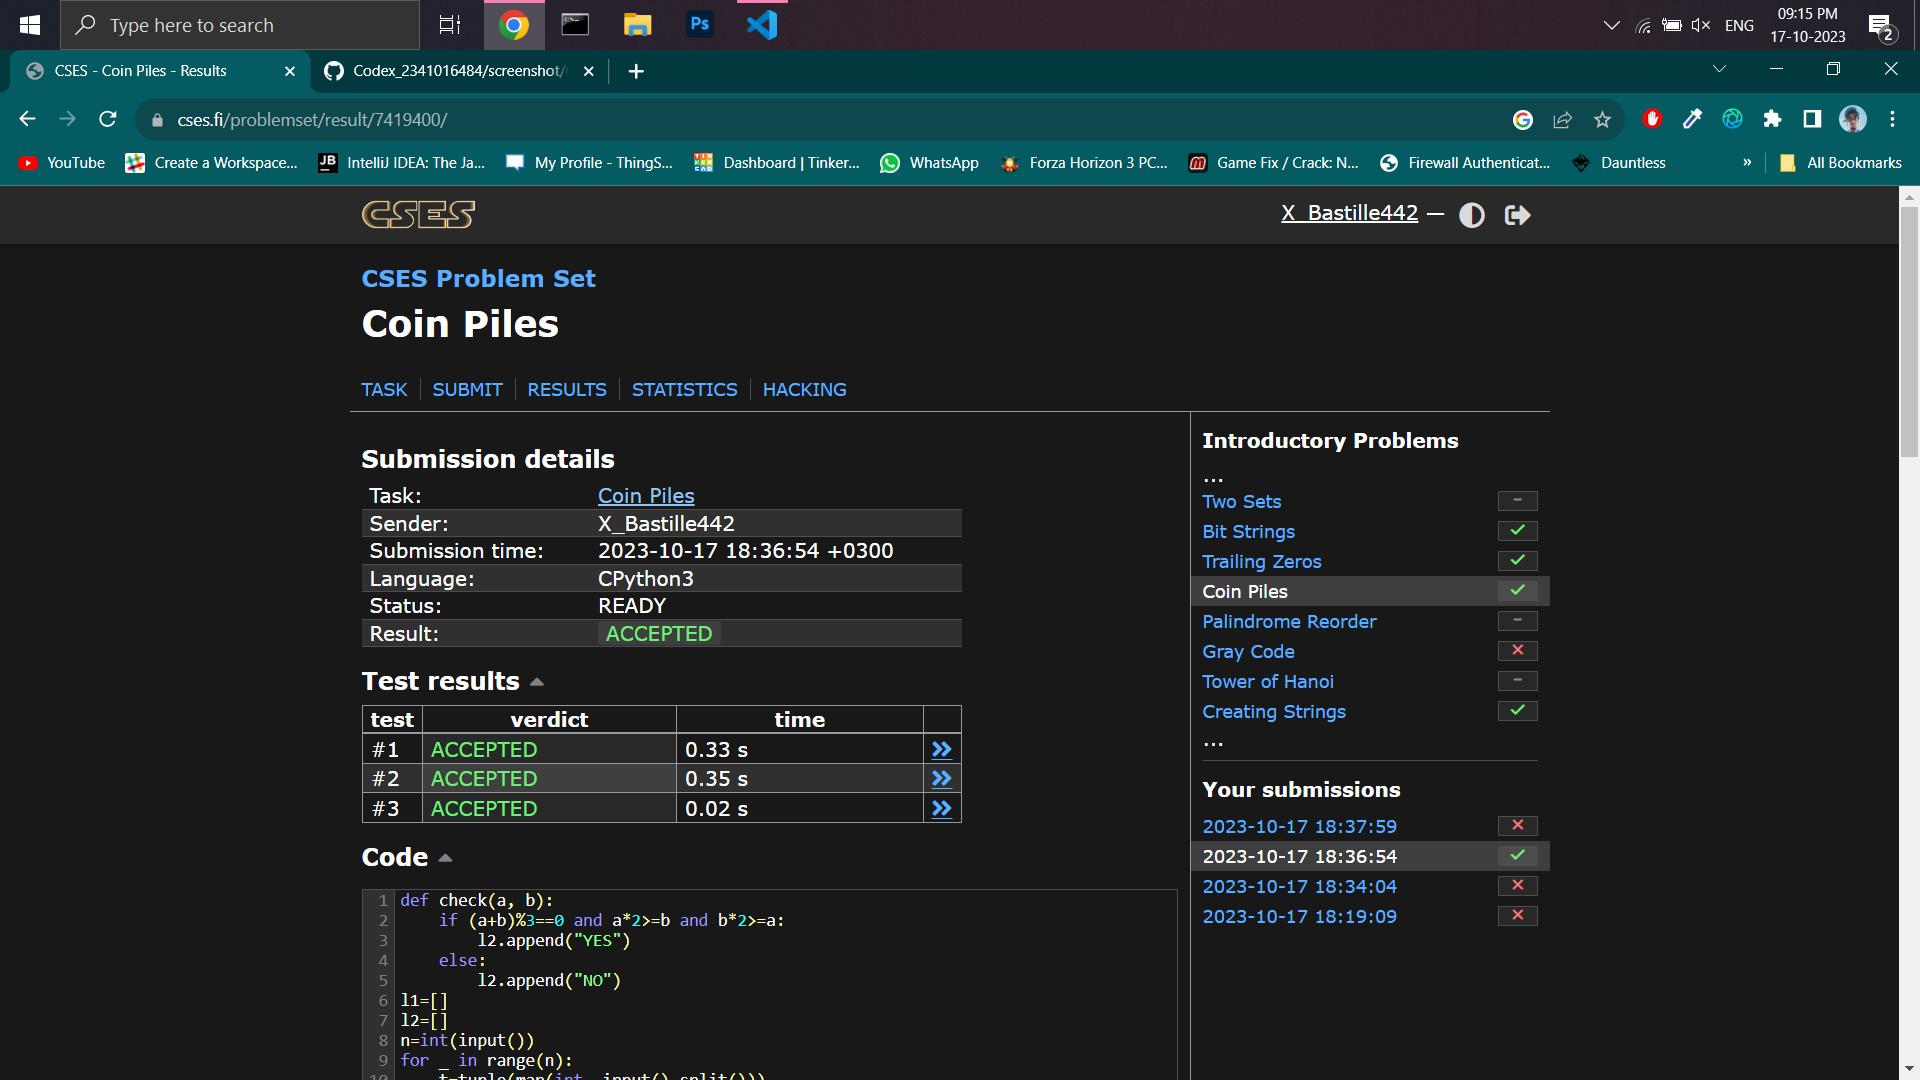 Type here to search
Ps
ENG
09:15 PM
17-10-2023
2
CSES - Coin Piles - Results
Codex_2341016484/screenshot/
cses.fi/problemset/result/7419400/
YouTube
Create a Workspace...
JB
IntelliJ IDEA: The Ja...
My Profile - ThingS...
Dashboard | Tinker...
WhatsApp
Forza Horizon 3 PC...
Game Fix / Crack: N...
Firewall Authenticat...
Dauntless
»
All Bookmarks
CSES
X_Bastille442 —
CSES Problem Set
Coin Piles
TASK
SUBMIT
RESULTS
STATISTICS
HACKING
Submission details
Task: Coin Piles
Sender: X_Bastille442
Submission time: 2023-10-17 18:36:54 +0300
Language: CPython3
Status: READY
Result: ACCEPTED
Test results
test verdict time
#1 ACCEPTED 0.33 s
#2 ACCEPTED 0.35 s
#3 ACCEPTED 0.02 s
Code
1 def check(a, b):
2     if (a+b)%3==0 and a*2>=b and b*2>=a:
3         l2.append("YES")
4     else:
5         l2.append("NO")
6 l1=[]
7 l2=[]
8 n=int(input())
9 for _ in range(n):
10     t=tuple(map(int, input().split()))
Introductory Problems
...
Two Sets
Bit Strings
Trailing Zeros
Coin Piles
Palindrome Reorder
Gray Code
Tower of Hanoi
Creating Strings
...
Your submissions
2023-10-17 18:37:59
2023-10-17 18:36:54
2023-10-17 18:34:04
2023-10-17 18:19:09